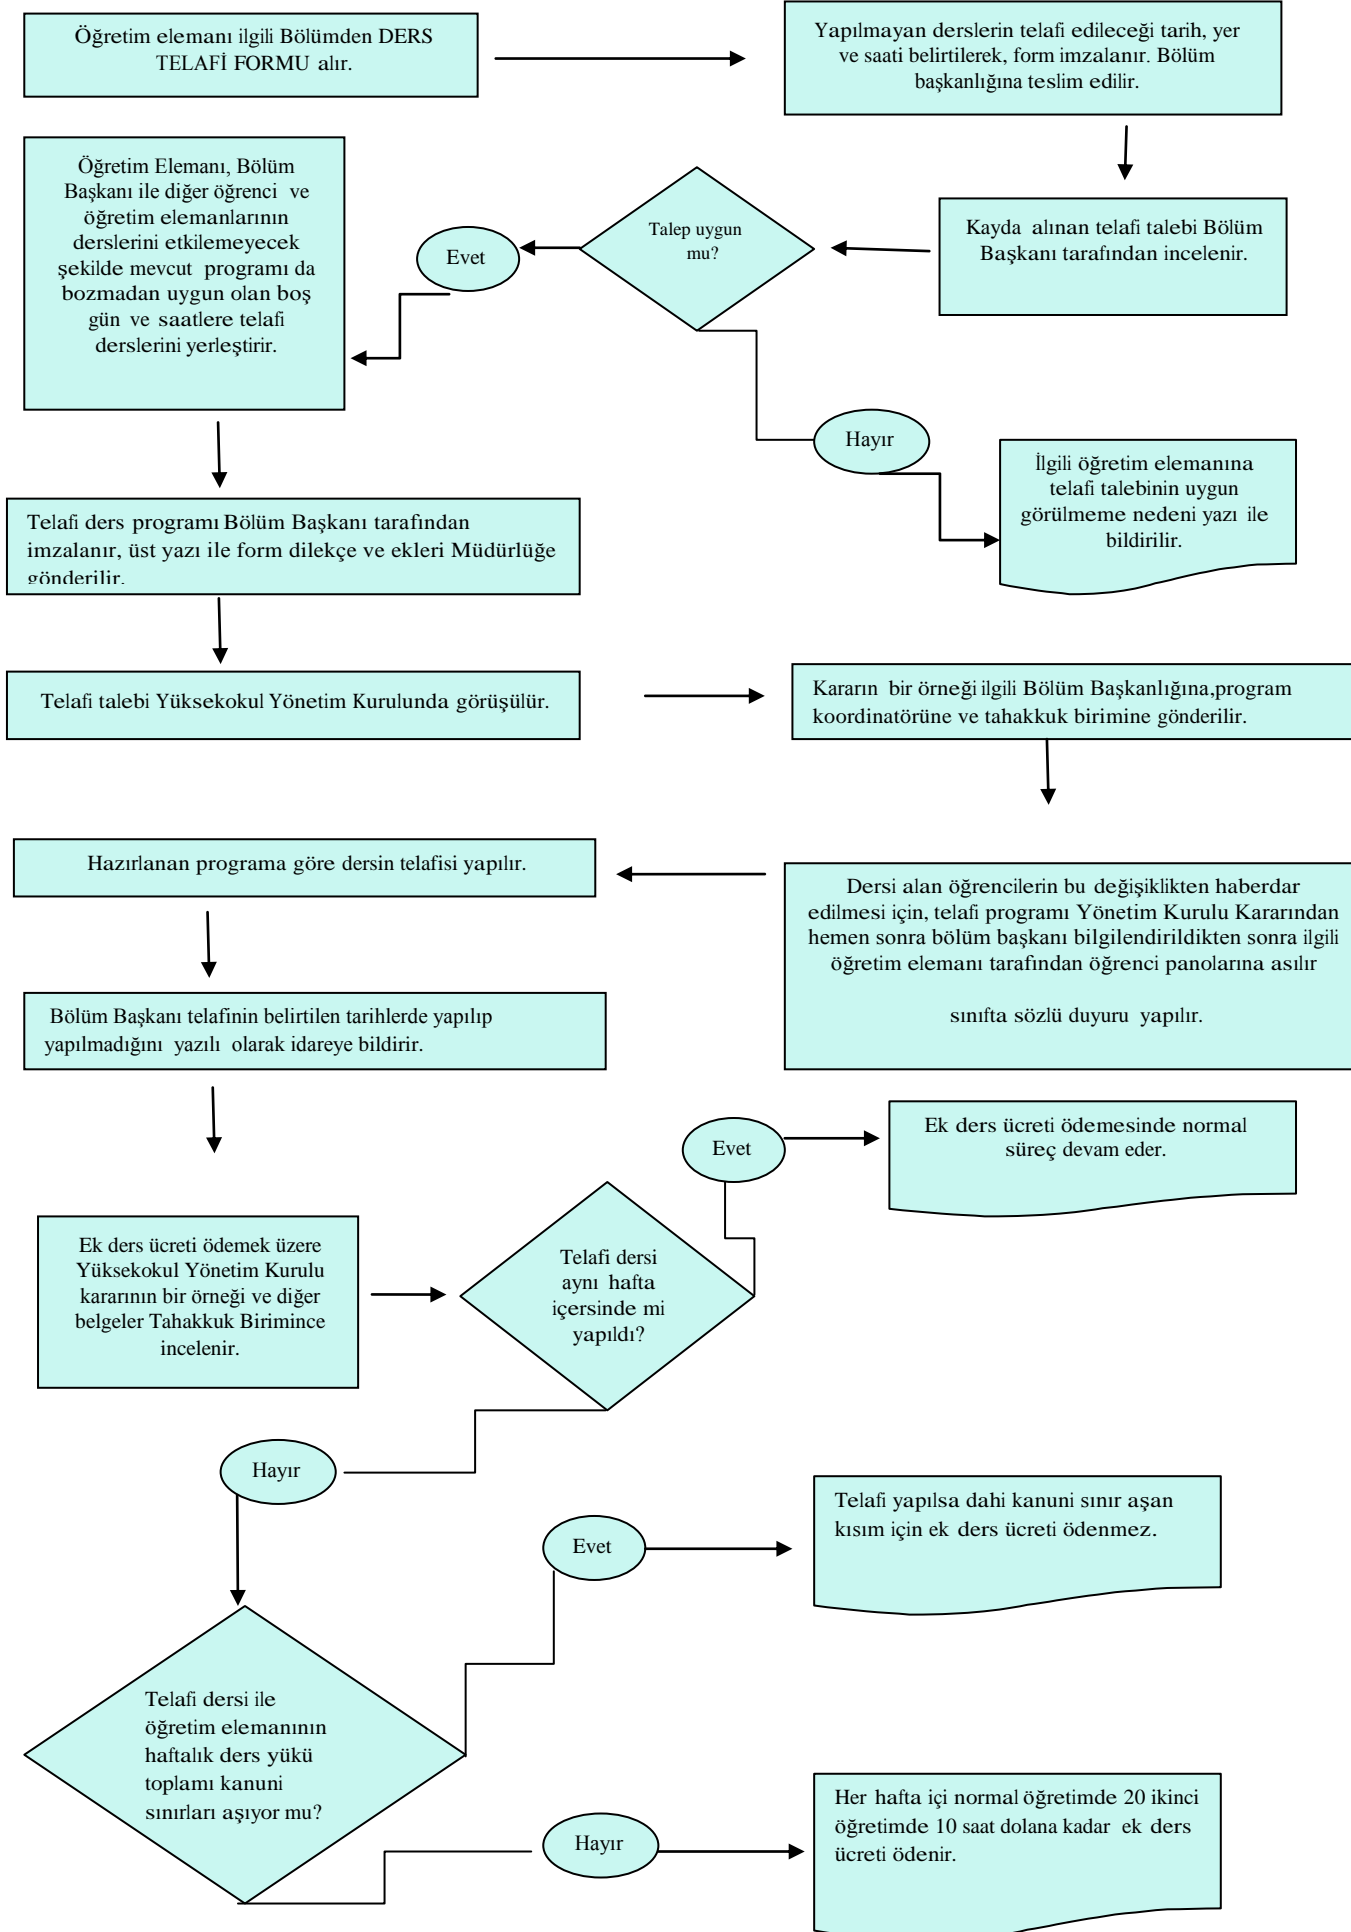 Öğretim elemanı ilgili Bölümden DERS
TELAFİ FORMU alır.
Yapılmayan derslerin telafi edileceği tarih, yer
ve saati belirtilerek, form imzalanır. Bölüm
başkanlığına teslim edilir.
Kayda alınan telafi talebi Bölüm
Başkanı tarafından incelenir.
Talep uygun
mu?
Evet
Öğretim Elemanı, Bölüm
Başkanı ile diğer öğrenci ve
öğretim elemanlarının
derslerini etkilemeyecek
şekilde mevcut programı da
bozmadan uygun olan boş
gün ve saatlere telafi
derslerini yerleştirir.
Hayır
İlgili öğretim elemanına
telafi talebinin uygun
görülmeme nedeni yazı ile
bildirilir.
Telafi ders programı Bölüm Başkanı tarafından
imzalanır, üst yazı ile form dilekçe ve ekleri Müdürlüğe
gönderilir.
Telafi talebi Yüksekokul Yönetim Kurulunda görüşülür.
Kararın bir örneği ilgili Bölüm Başkanlığına,program
koordinatörüne ve tahakkuk birimine gönderilir.
Dersi alan öğrencilerin bu değişiklikten haberdar
edilmesi için, telafi programı Yönetim Kurulu Kararından
hemen sonra bölüm başkanı bilgilendirildikten sonra ilgili
öğretim elemanı tarafından öğrenci panolarına asılır
sınıfta sözlü duyuru yapılır.
Hazırlanan programa göre dersin telafisi yapılır.
Bölüm Başkanı telafinin belirtilen tarihlerde yapılıp
yapılmadığını yazılı olarak idareye bildirir.
Ek ders ücreti ödemek üzere
Yüksekokul Yönetim Kurulu
kararının bir örneği ve diğer
belgeler Tahakkuk Birimince
incelenir.
Telafi dersi
aynı hafta
içersinde mi
yapıldı?
Evet
Ek ders ücreti ödemesinde normal
süreç devam eder.
Hayır
Telafi dersi ile
öğretim elemanının
haftalık ders yükü
toplamı kanuni
sınırları aşıyor mu?
Evet
Telafi yapılsa dahi kanuni sınır aşan
kısım için ek ders ücreti ödenmez.
Hayır
Her hafta içi normal öğretimde 20 ikinci
öğretimde 10 saat dolana kadar ek ders
ücreti ödenir.